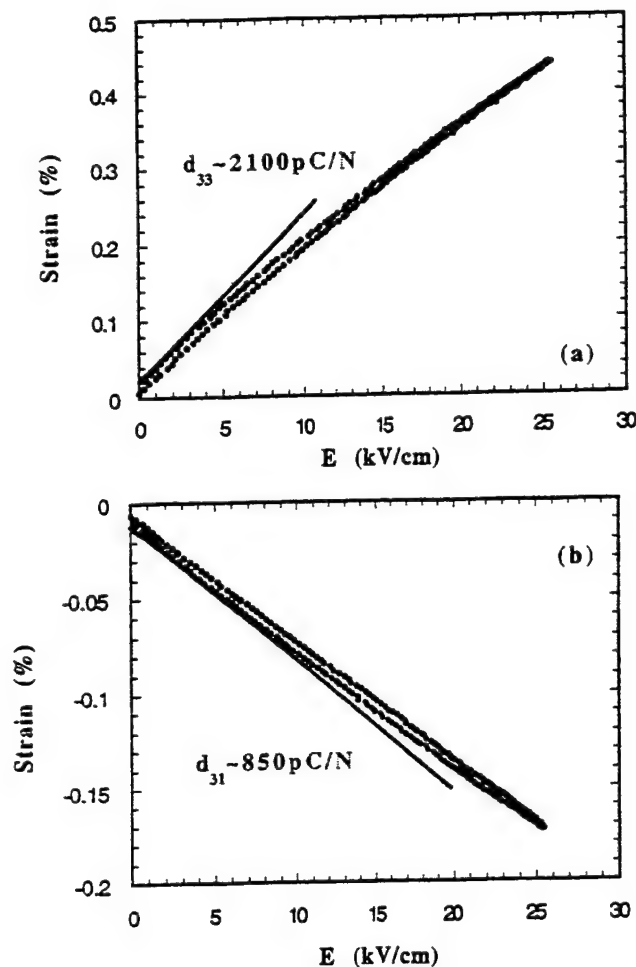 0.5
0.4
0.3
0.2
0.1
0
Strain (%)
d33~2100pC/N
(a)
0 5 10 15 20 25 30
E (kV/cm)
0
-0.05
-0.1
-0.15
-0.2
Strain (%)
(b)
d31~850pC/N
0 5 10 15 20 25 30
E (kV/cm)